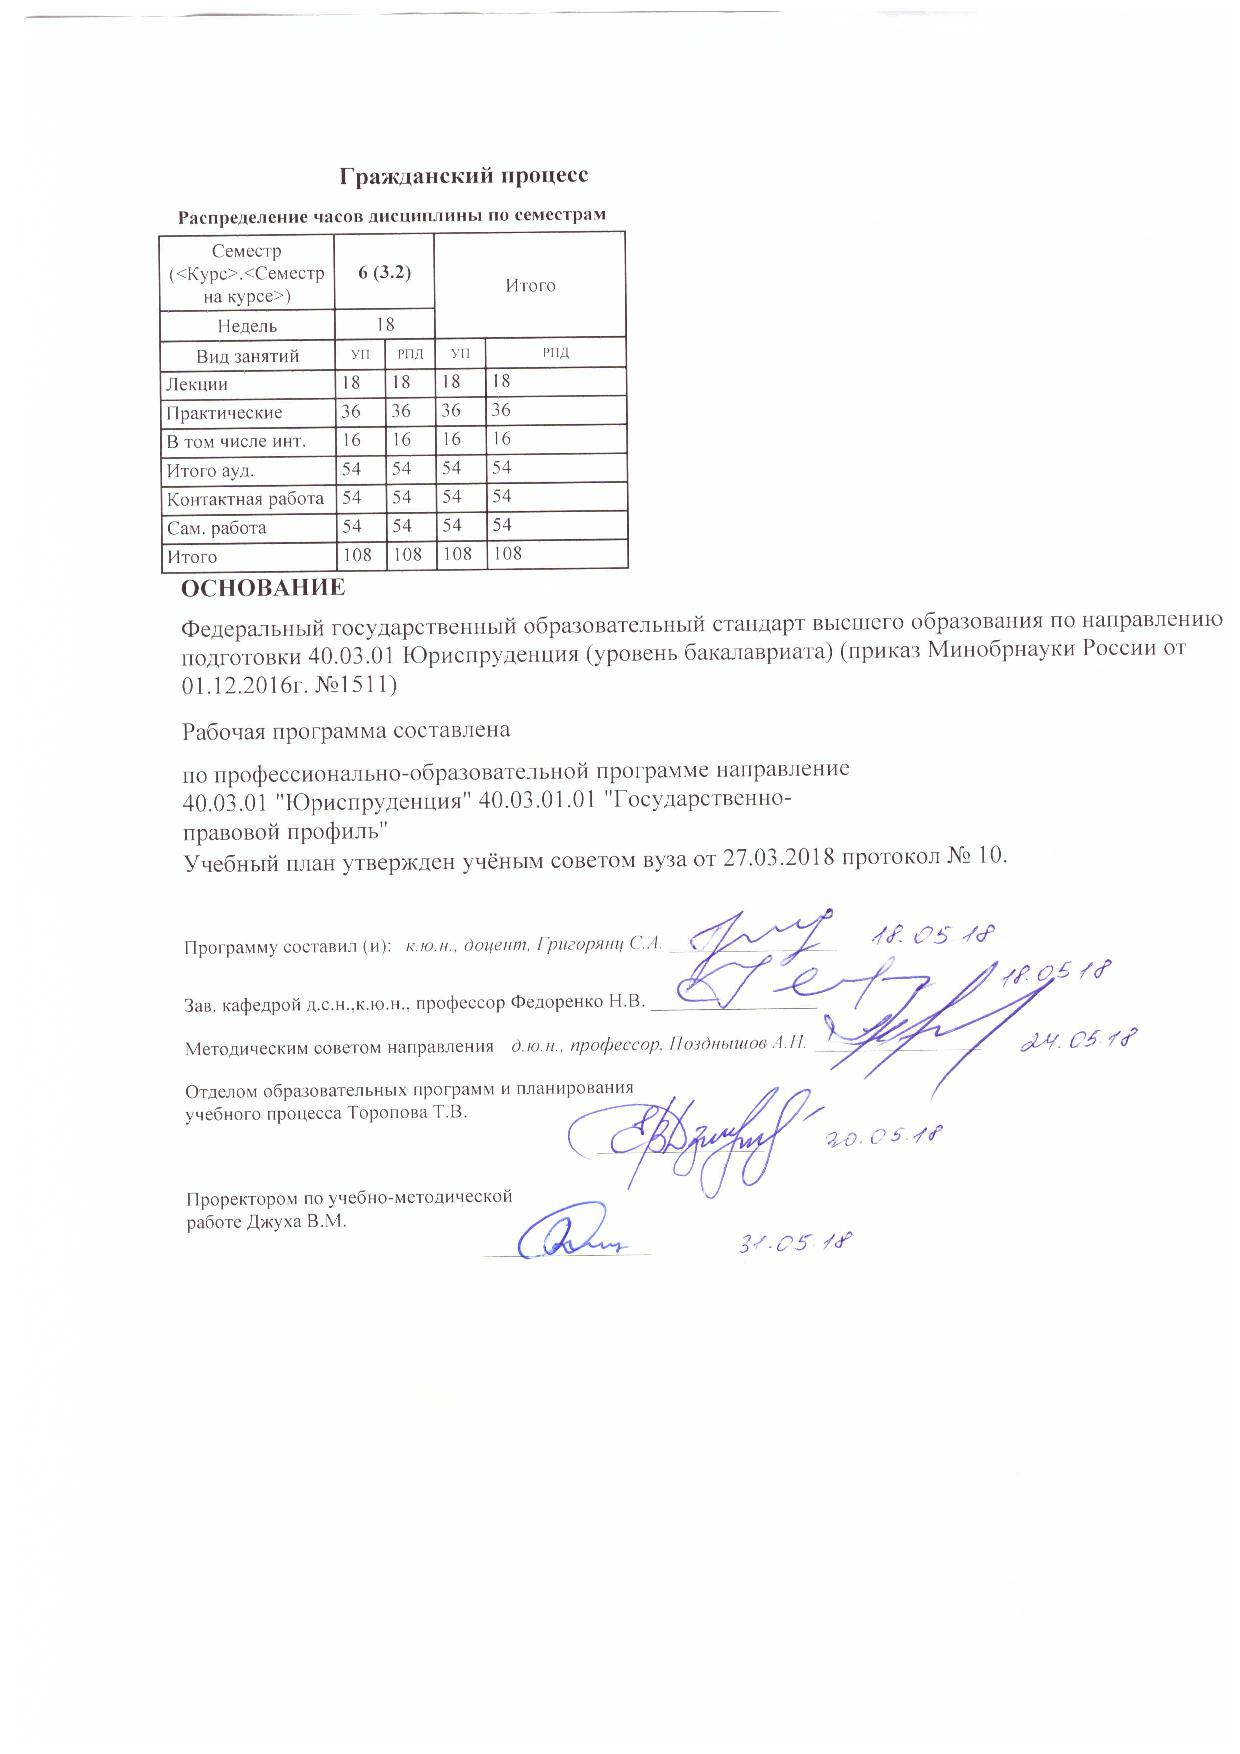 Гражданский процесс
Распределение часов дисциплины по семестрам
Семестр
(<Курс>.<Семестр
на курсе>)
6 (3.2)
Итого
Недель 18
Вид занятий УП РПД УП РПД
Лекции 18 18 18 18
Практические 36 36 36 36
В том числе инт. 16 16 16 16
Итого ауд. 54 54 54 54
Контактная работа 54 54 54 54
Сам. работа 54 54 54 54
Итого 108 108 108 108
ОСНОВАНИЕ
Федеральный государственный образовательный стандарт высшего образования по направлению
подготовки 40.03.01 Юриспруденция (уровень бакалавриата) (приказ Минобрнауки России от
01.12.2016г. №1511)
Рабочая программа составлена
по профессионально-образовательной программе направление
40.03.01 "Юриспруденция" 40.03.01.01 "Государственно-
правовой профиль"
Учебный план утвержден учёным советом вуза от 27.03.2018 протокол № 10.
Программу составил (и): к.ю.н., доцент, Григорянц С.А. 18.05.18
Зав. кафедрой д.с.н.,к.ю.н., профессор Федоренко Н.В. 18.05.18
Методическим советом направления д.ю.н., профессор, Позднышов А.Н. 24.05.18
Отделом образовательных программ и планирования
учебного процесса Торопова Т.В.
20.05.18
Проректором по учебно-методической
работе Джуха В.М.
31.05.18